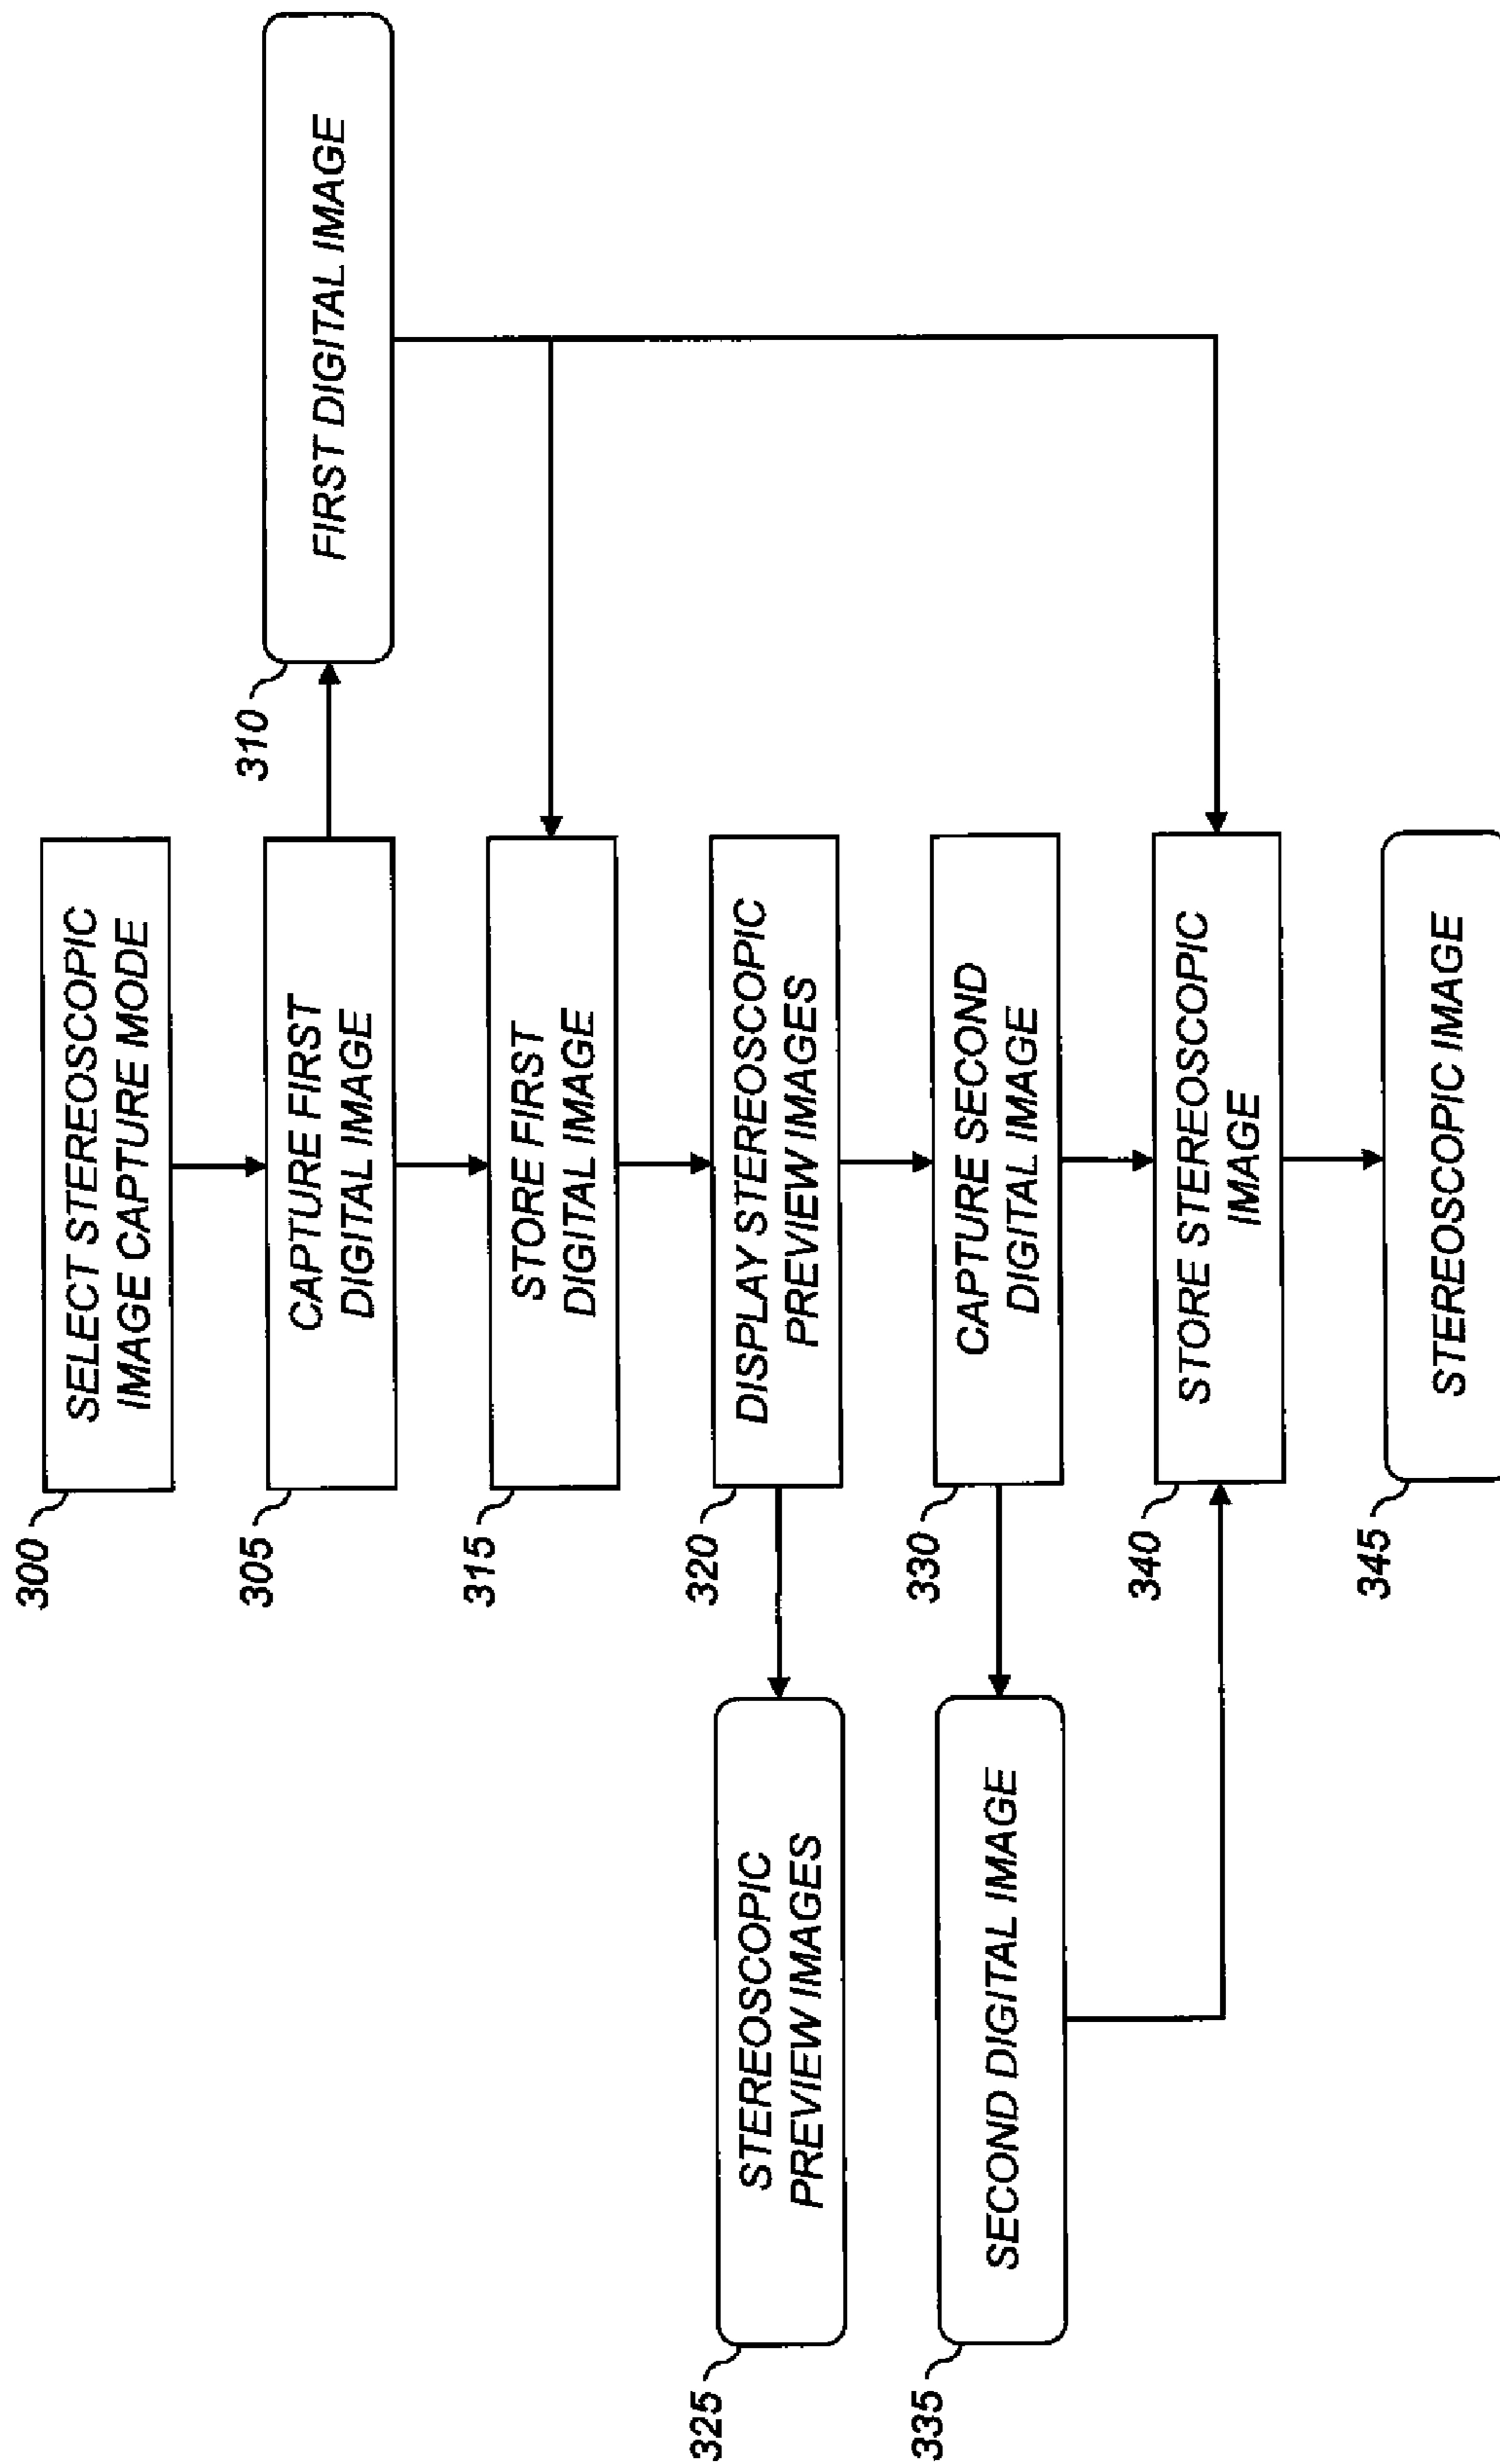 300
SELECT STEREOSCOPIC
IMAGE CAPTURE MODE
305
CAPTURE FIRST
DIGITAL IMAGE
310
FIRST DIGITAL IMAGE
315
STORE FIRST
DIGITAL IMAGE
320
DISPLAY STEREOSCOPIC
PREVIEW IMAGES
325
STEREOSCOPIC
PREVIEW IMAGES
330
CAPTURE SECOND
DIGITAL IMAGE
335
SECOND DIGITAL IMAGE
340
STORE STEREOSCOPIC
IMAGE
345
STEREOSCOPIC IMAGE